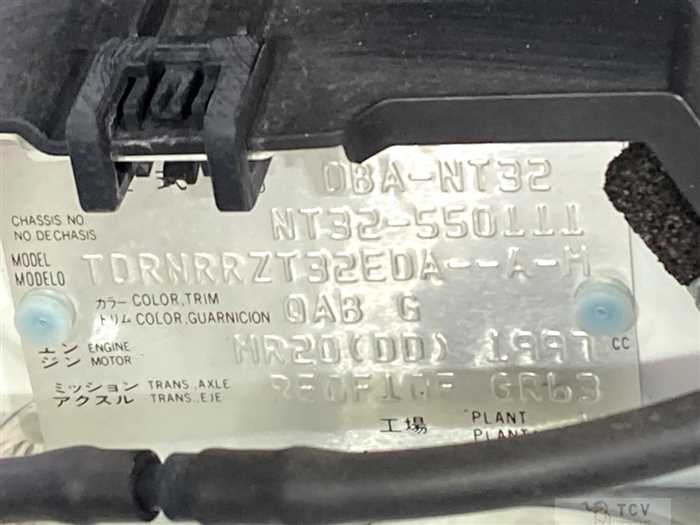 DBA-NT32
CHASSIS NO. NT32-550111
NO DE CHASIS
MODEL TDRNRRZT32EDA--A-H
MODELO
カラー COLOR,TRIM QAB G
トリム COLOR,GUARNICION
エン ENGINE MR20(DD) 1997 CC
ジン MOTOR
ミッション TRANS.,AXLE RE0F10F GR63
アクスル TRANS.,EJE
工場 PLANT
PLANT
TCV